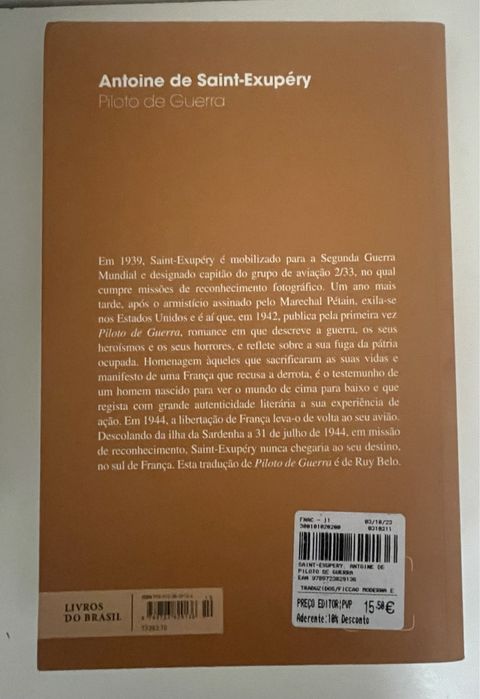 Antoine de Saint-Exupéry
Piloto de Guerra
Em 1939, Saint-Exupéry é mobilizado para a Segunda Guerra
Mundial e designado capitão do grupo de aviação 2/33, no qual
cumpre missões de reconhecimento fotográfico. Um ano mais
tarde, após o armistício assinado pelo Marechal Pétain, exila-se
nos Estados Unidos e é aí que, em 1942, publica pela primeira vez
Piloto de Guerra, romance em que descreve a guerra, os seus
heroísmos e os seus horrores, e reflete sobre a sua fuga da pátria
ocupada. Homenagem àqueles que sacrificaram as suas vidas e
manifesto de uma França que recusa a derrota, é o testemunho de
um homem nascido para ver o mundo de cima para baixo e que
regista com grande autenticidade literária a sua experiência de
ação. Em 1944, a libertação de França leva-o de volta ao seu avião.
Descolando da ilha da Sardenha a 31 de julho de 1944, em missão
de reconhecimento, Saint-Exupéry nunca chegaria ao seu destino,
no sul de França. Esta tradução de Piloto de Guerra é de Ruy Belo.
FNAC - J1 03/10/23
SAINT-EXUPERY, ANTOINE DE
PILOTO DE GUERRA
EAN 9789723829136
TRADUZIDOS/FICCAO MODERNA E
PREÇO EDITOR/PVP 15.50€
Aderente:10% Desconto
LIVROS
DO BRASIL